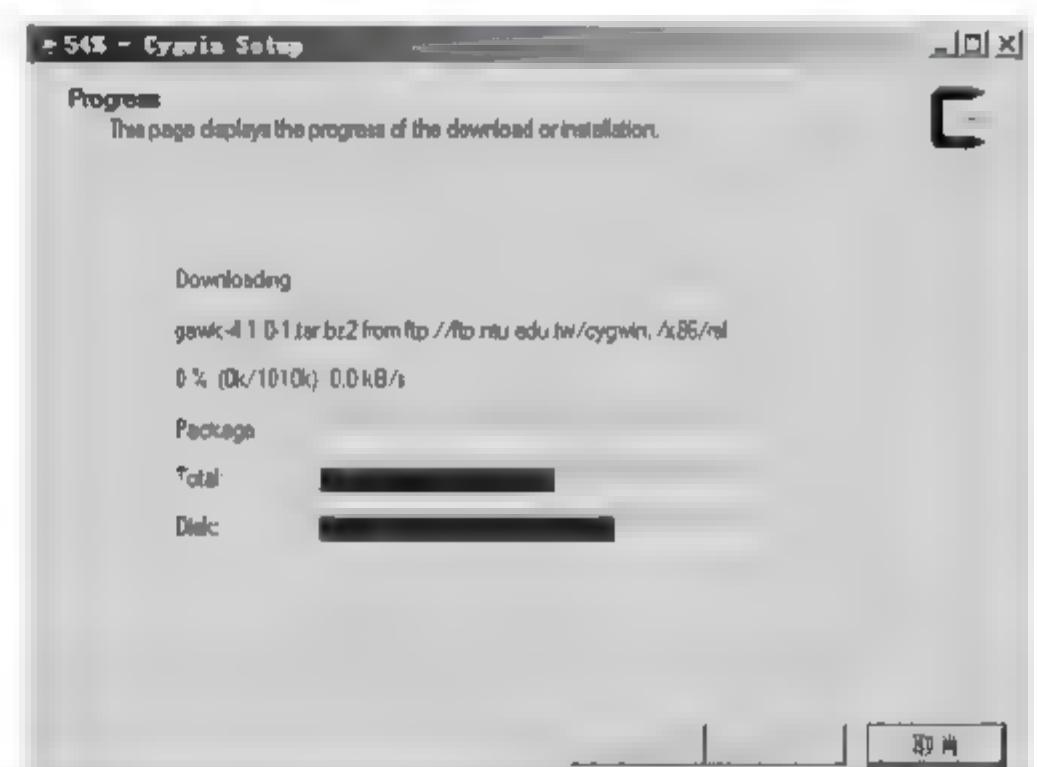 54% - Cygwin Setup
Progress
This page displays the progress of the download or installation.
Downloading
gawk-4.1.0-1.tar.bz2 from ftp://ftp.ntu.edu.tw/cygwin, /x86/rel
0 % (0k/1010k) 0.0 kB/s
Package
Total:
Disk:
取消